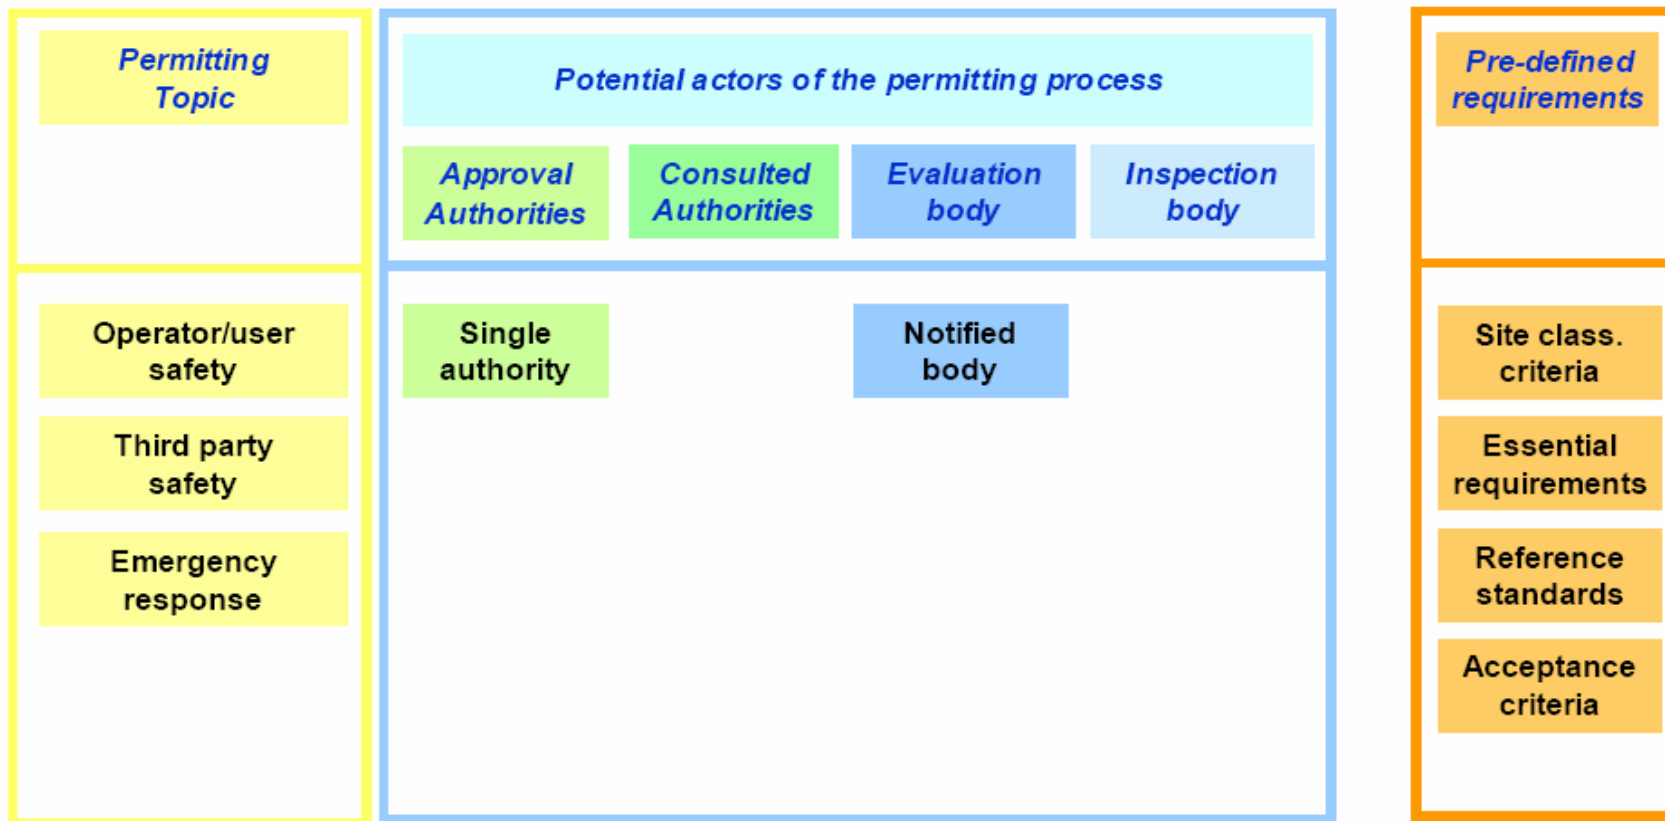 Permitting
Topic
Potential actors of the permitting process
Approval
Authorities
Consulted
Authorities
Evaluation
body
Inspection
body
Pre-defined
requirements
Operator/user
safety
Third party
safety
Emergency
response
Single
authority
Notified
body
Site class.
criteria
Essential
requirements
Reference
standards
Acceptance
criteria